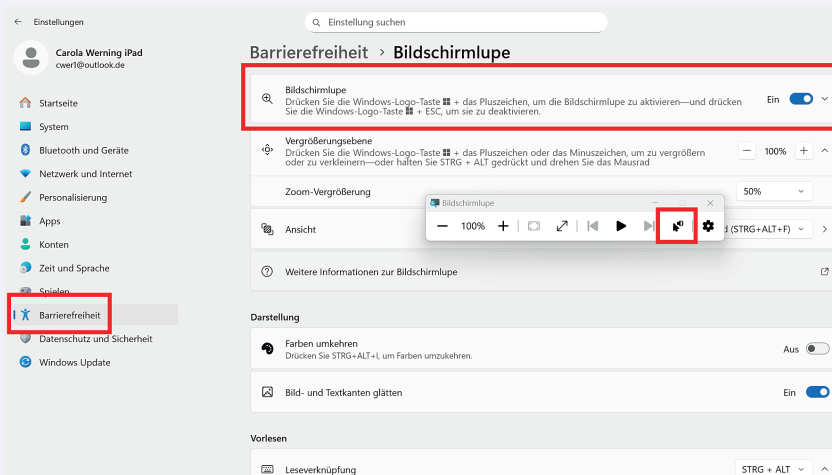 Einstellungen
Einstellung suchen
Carola Werning iPad
cwer1@outlook.de
Startseite
System
Bluetooth und Geräte
Netzwerk und Internet
Personalisierung
Apps
Konten
Zeit und Sprache
Spielen
Barrierefreiheit
Datenschutz und Sicherheit
Windows Update
Barrierefreiheit > Bildschirmlupe
Bildschirmlupe
Drücken Sie die Windows-Logo-Taste + das Pluszeichen, um die Bildschirmlupe zu aktivieren—und drücken
Sie die Windows-Logo-Taste + ESC, um sie zu deaktivieren.
Ein
Vergrößerungsebene
Drücken Sie die Windows-Logo-Taste + das Pluszeichen oder das Minuszeichen, um zu vergrößern
oder zu verkleinern—oder halten Sie STRG + ALT gedrückt und drehen Sie das Mausrad
100%
Zoom-Vergrößerung
50%
Bildschirmlupe
100%
Ansicht
d (STRG+ALT+F)
Weitere Informationen zur Bildschirmlupe
Darstellung
Farben umkehren
Drücken Sie STRG+ALT+I, um Farben umzukehren.
Aus
Bild- und Textkanten glätten
Ein
Vorlesen
Leseverknüpfung
STRG + ALT